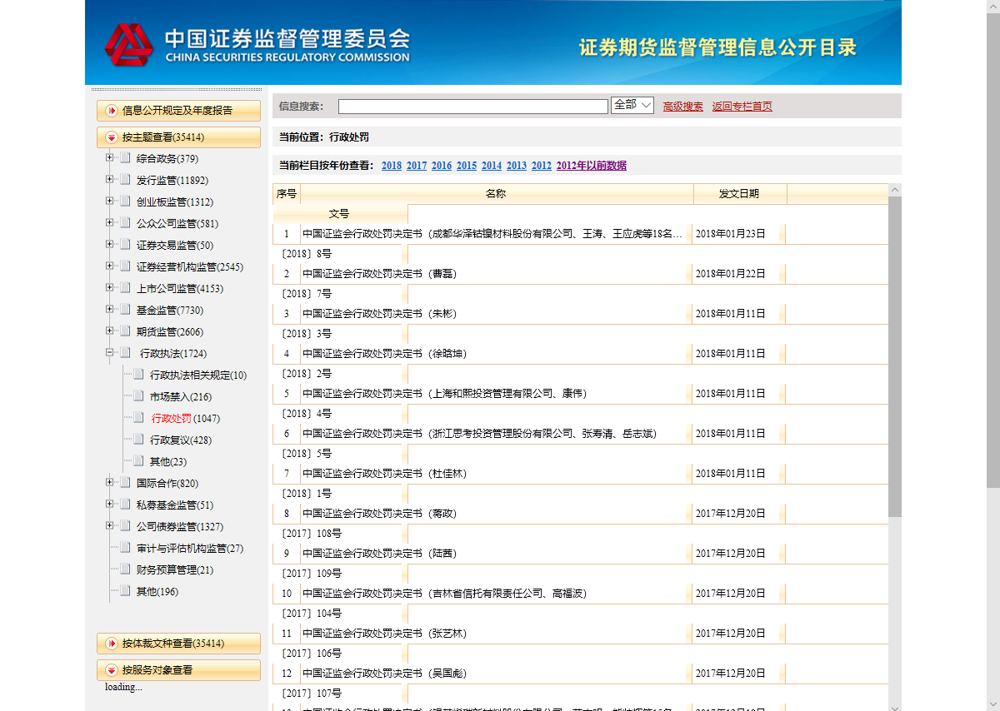 中国证券监督管理委员会
CHINA SECURITIES REGULATORY COMMISSION
证券期货监督管理信息公开目录
信息公开规定及年度报告
按主题查看(35414)
综合政务(379)
发行监管(11892)
创业板监管(1312)
公众公司监管(581)
证券交易监管(50)
证券经营机构监管(2545)
上市公司监管(4153)
基金监管(7730)
期货监管(2606)
行政执法(1724)
行政执法相关规定(10)
市场禁入(216)
行政处罚(1047)
行政复议(428)
其他(23)
国际合作(820)
私募基金监管(51)
公司债券监管(1327)
审计与评估机构监管(27)
财务预算管理(21)
其他(196)
按体裁文种查看(35414)
按服务对象查看
loading...
信息搜索： 全部 高级搜索 返回专栏首页
当前位置：行政处罚
当前栏目按年份查看： 2018 2017 2016 2015 2014 2013 2012 2012年以前数据
序号 名称 发文日期
文号
1 中国证监会行政处罚决定书（成都华泽钴镍材料股份有限公司、王涛、王应虎等18名... 2018年01月23日
〔2018〕8号
2 中国证监会行政处罚决定书（曹磊） 2018年01月22日
〔2018〕7号
3 中国证监会行政处罚决定书（朱彬） 2018年01月11日
〔2018〕3号
4 中国证监会行政处罚决定书（徐晗坤） 2018年01月11日
〔2018〕2号
5 中国证监会行政处罚决定书（上海和熙投资管理有限公司、康伟） 2018年01月11日
〔2018〕4号
6 中国证监会行政处罚决定书（浙江思考投资管理股份有限公司、张寿清、岳志斌） 2018年01月11日
〔2018〕5号
7 中国证监会行政处罚决定书（杜佳林） 2018年01月11日
〔2018〕1号
8 中国证监会行政处罚决定书（蒋政） 2017年12月20日
〔2017〕108号
9 中国证监会行政处罚决定书（陆茜） 2017年12月20日
〔2017〕109号
10 中国证监会行政处罚决定书（吉林省信托有限责任公司、高福波） 2017年12月20日
〔2017〕104号
11 中国证监会行政处罚决定书（张艺林） 2017年12月20日
〔2017〕106号
12 中国证监会行政处罚决定书（吴国彪） 2017年12月20日
〔2017〕107号